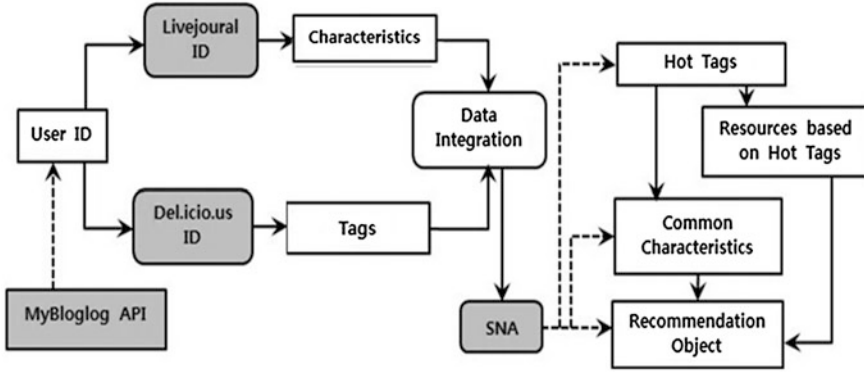 Livejoural
ID
Characteristics
Hot Tags
User ID
Data
Integration
Resources based
on Hot Tags
Del.icio.us
ID
Tags
Common
Characteristics
MyBloglog API
SNA
Recommendation
Object